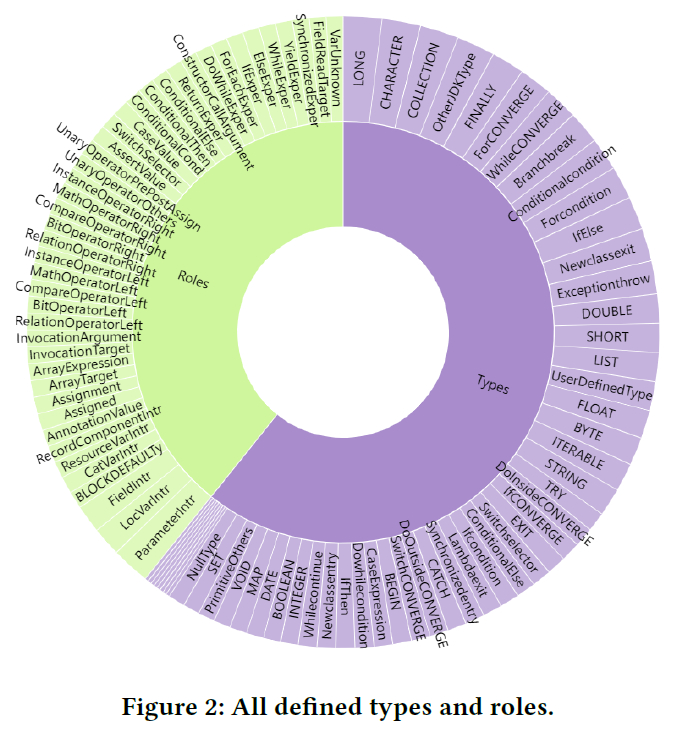 LONG
CHARACTER
COLLECTION
OtherJDKType
FINALLY
ForCONVERGE
WhileCONVERGE
Branchbreak
Conditionalcondition
Forcondition
IfElse
Newclassexit
Exceptionthrow
DOUBLE
SHORT
LIST
UserDefinedType
FLOAT
BYTE
ITERABLE
STRING
TRY
DoInsideCONVERGE
IfCONVERGE
EXIT
Switchselector
ConditionalElse
Ifcondition
Lambdaexit
Synchronizedentry
CATCH
DoOutsideCONVERGE
SwitchCONVERGE
BEGIN
CaseExpression
Dowhilecondition
IfThen
Newclassentry
Whilecontinue
INTEGER
BOOLEAN
DATE
MAP
VOID
PrimitiveOthers
SET
NullType
Types
ParameterIntr
LocVarIntr
FieldIntr
BLOCKDEFAULTy
CatVarIntr
ResourceVarIntr
RecordComponentIntr
AnnotationValue
Assigned
Assignment
ArrayTarget
ArrayExpression
InvocationTarget
InvocationArgument
RelationOperatorLeft
BitOperatorLeft
CompareOperatorLeft
MathOperatorLeft
InstanceOperatorLeft
RelationOperatorRight
BitOperatorRight
CompareOperatorRight
MathOperatorRight
InstanceOperatorRight
UnaryOperatorOthers
UnaryOperatorPrePostAssign
AssertValue
SwitchSelector
CaseValue
ConditionalCond
ConditionalThen
ConditionalElse
ReturnExper
ConstructorCallArgument
DoWhileExper
ForEachExper
IfExper
ElseExper
WhileExper
YieldExper
SynchronizedExper
FieldReadTarget
VarUnknown
Roles
Figure 2: All defined types and roles.